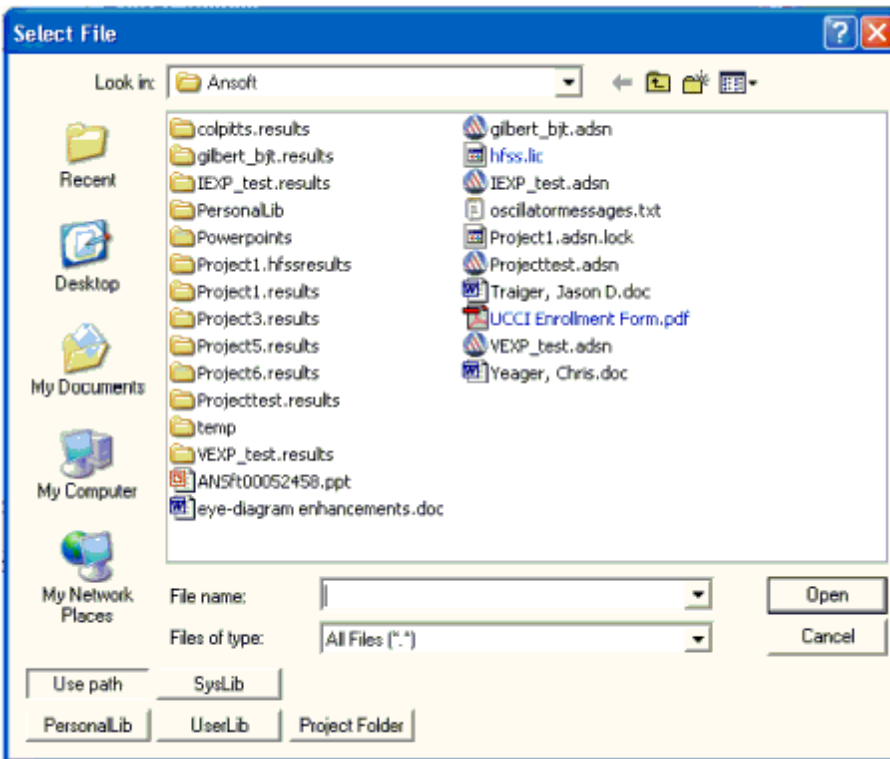 Select File
Look in:
Ansoft
Recent
Desktop
My Documents
My Computer
My Network
Places
colpitts.results
gilbert_bjt.results
IEXP_test.results
PersonalLib
Powerpoints
Project1.hfssresults
Project1.results
Project3.results
Project5.results
Project6.results
Projecttest.results
temp
VEXP_test.results
ANSft00052458.ppt
eye-diagram enhancements.doc
gilbert_bjt.adsn
hfss.lic
IEXP_test.adsn
oscillatormessages.txt
Project1.adsn.lock
Projecttest.adsn
Traiger, Jason D.doc
UCCI Enrollment Form.pdf
VEXP_test.adsn
Yeager, Chris.doc
File name:
Open
Files of type:
All Files (*.*)
Cancel
Use path
SysLib
PersonalLib
UserLib
Project Folder